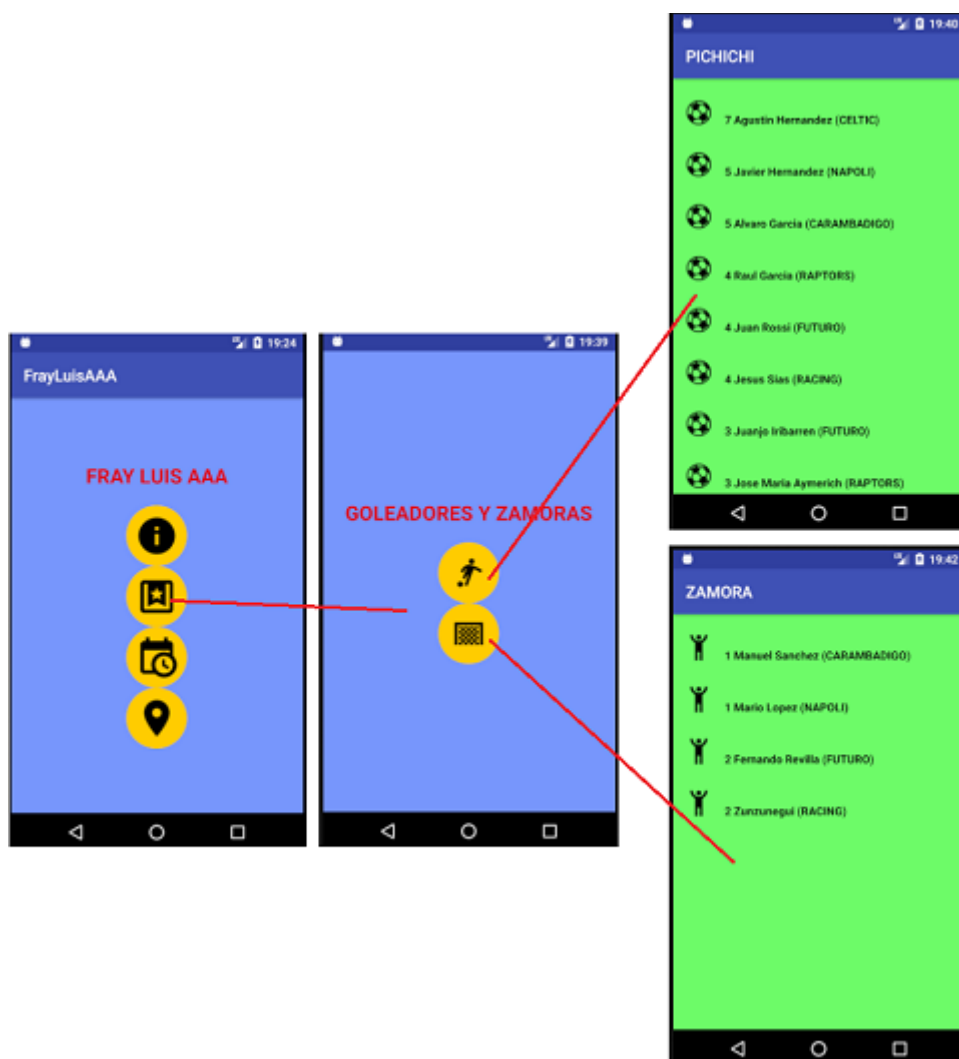 19:24
FrayLuisAAA
FRAY LUIS AAA
19:39
GOLEADORES Y ZAMORAS
19:40
PICHICHI
7 Agustin Hernandez (CELTIC)
5 Javier Hernandez (NAPOLI)
5 Alvaro Garcia (CARAMBADIGO)
4 Raul Garcia (RAPTORS)
4 Juan Rossi (FUTURO)
4 Jesus Sias (RACING)
3 Juanjo Iribarren (FUTURO)
3 Jose Maria Aymerich (RAPTORS)
19:42
ZAMORA
1 Manuel Sanchez (CARAMBADIGO)
1 Mario Lopez (NAPOLI)
2 Fernando Revilla (FUTURO)
2 Zunzunegui (RACING)